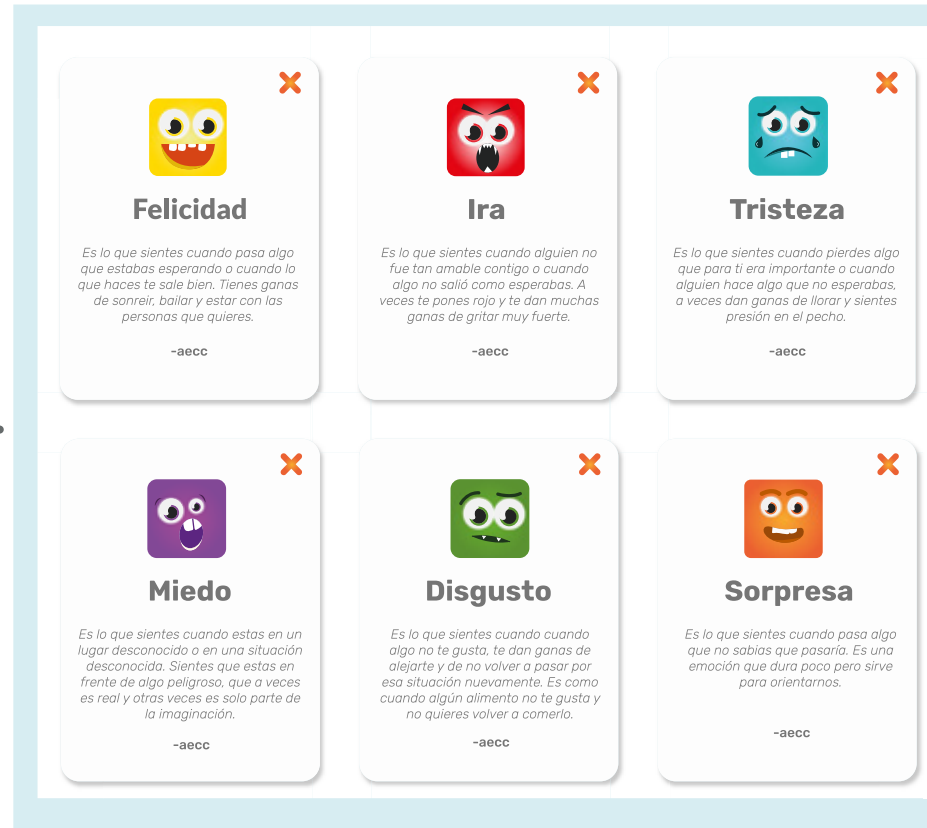 Felicidad
Es lo que sientes cuando pasa algo
que estabas esperando o cuando lo
que haces te sale bien. Tienes ganas
de sonreir, bailar y estar con las
personas que quieres.
-aecc
Ira
Es lo que sientes cuando alguien no
fue tan amable contigo o cuando
algo no salió como esperabas. A
veces te pones rojo y te dan muchas
ganas de gritar muy fuerte.
-aecc
Tristeza
Es lo que sientes cuando pierdes algo
que para ti era importante o cuando
alguien hace algo que no esperabas,
a veces dan ganas de llorar y sientes
presión en el pecho.
-aecc
Miedo
Es lo que sientes cuando estas en un
lugar desconocido o en una situación
desconocida. Sientes que estas en
frente de algo peligroso, que a veces
es real y otras veces es solo parte de
la imaginación.
-aecc
Disgusto
Es lo que sientes cuando cuando
algo no te gusta, te dan ganas de
alejarte y de no volver a pasar por
esa situación nuevamente. Es como
cuando algún alimento no te gusta y
no quieres volver a comerlo.
-aecc
Sorpresa
Es lo que sientes cuando pasa algo
que no sabias que pasaría. Es una
emoción que dura poco pero sirve
para orientarnos.
-aecc